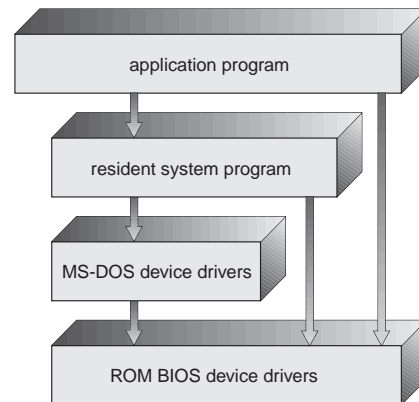 application program
resident system program
MS-DOS device drivers
ROM BIOS device drivers